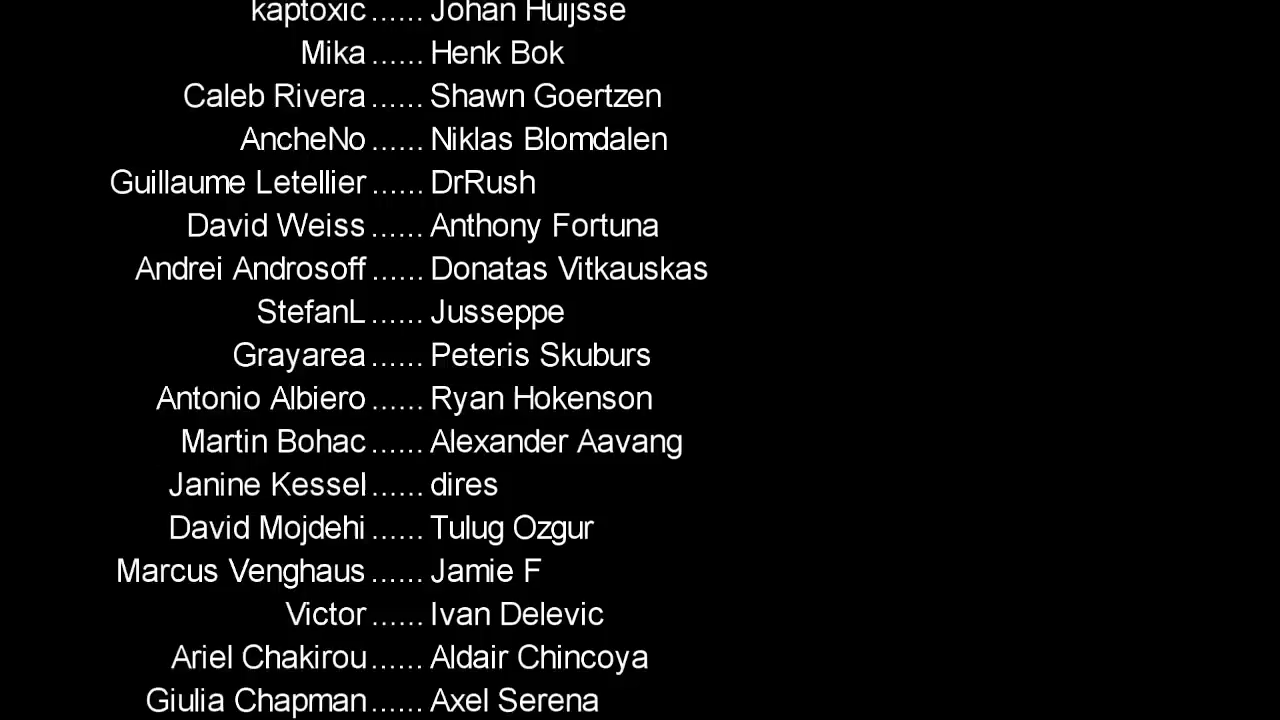 kaptoxic...... Johan Huijsse
Mika...... Henk Bok
Caleb Rivera...... Shawn Goertzen
AncheNo...... Niklas Blomdalen
Guillaume Letellier...... DrRush
David Weiss...... Anthony Fortuna
Andrei Androsoff...... Donatas Vitkauskas
StefanL...... Jusseppe
Grayarea...... Peteris Skuburs
Antonio Albiero...... Ryan Hokenson
Martin Bohac...... Alexander Aavang
Janine Kessel...... dires
David Mojdehi...... Tulug Ozgur
Marcus Venghaus...... Jamie F
Victor...... Ivan Delevic
Ariel Chakirou...... Aldair Chincoya
Giulia Chapman...... Axel Serena